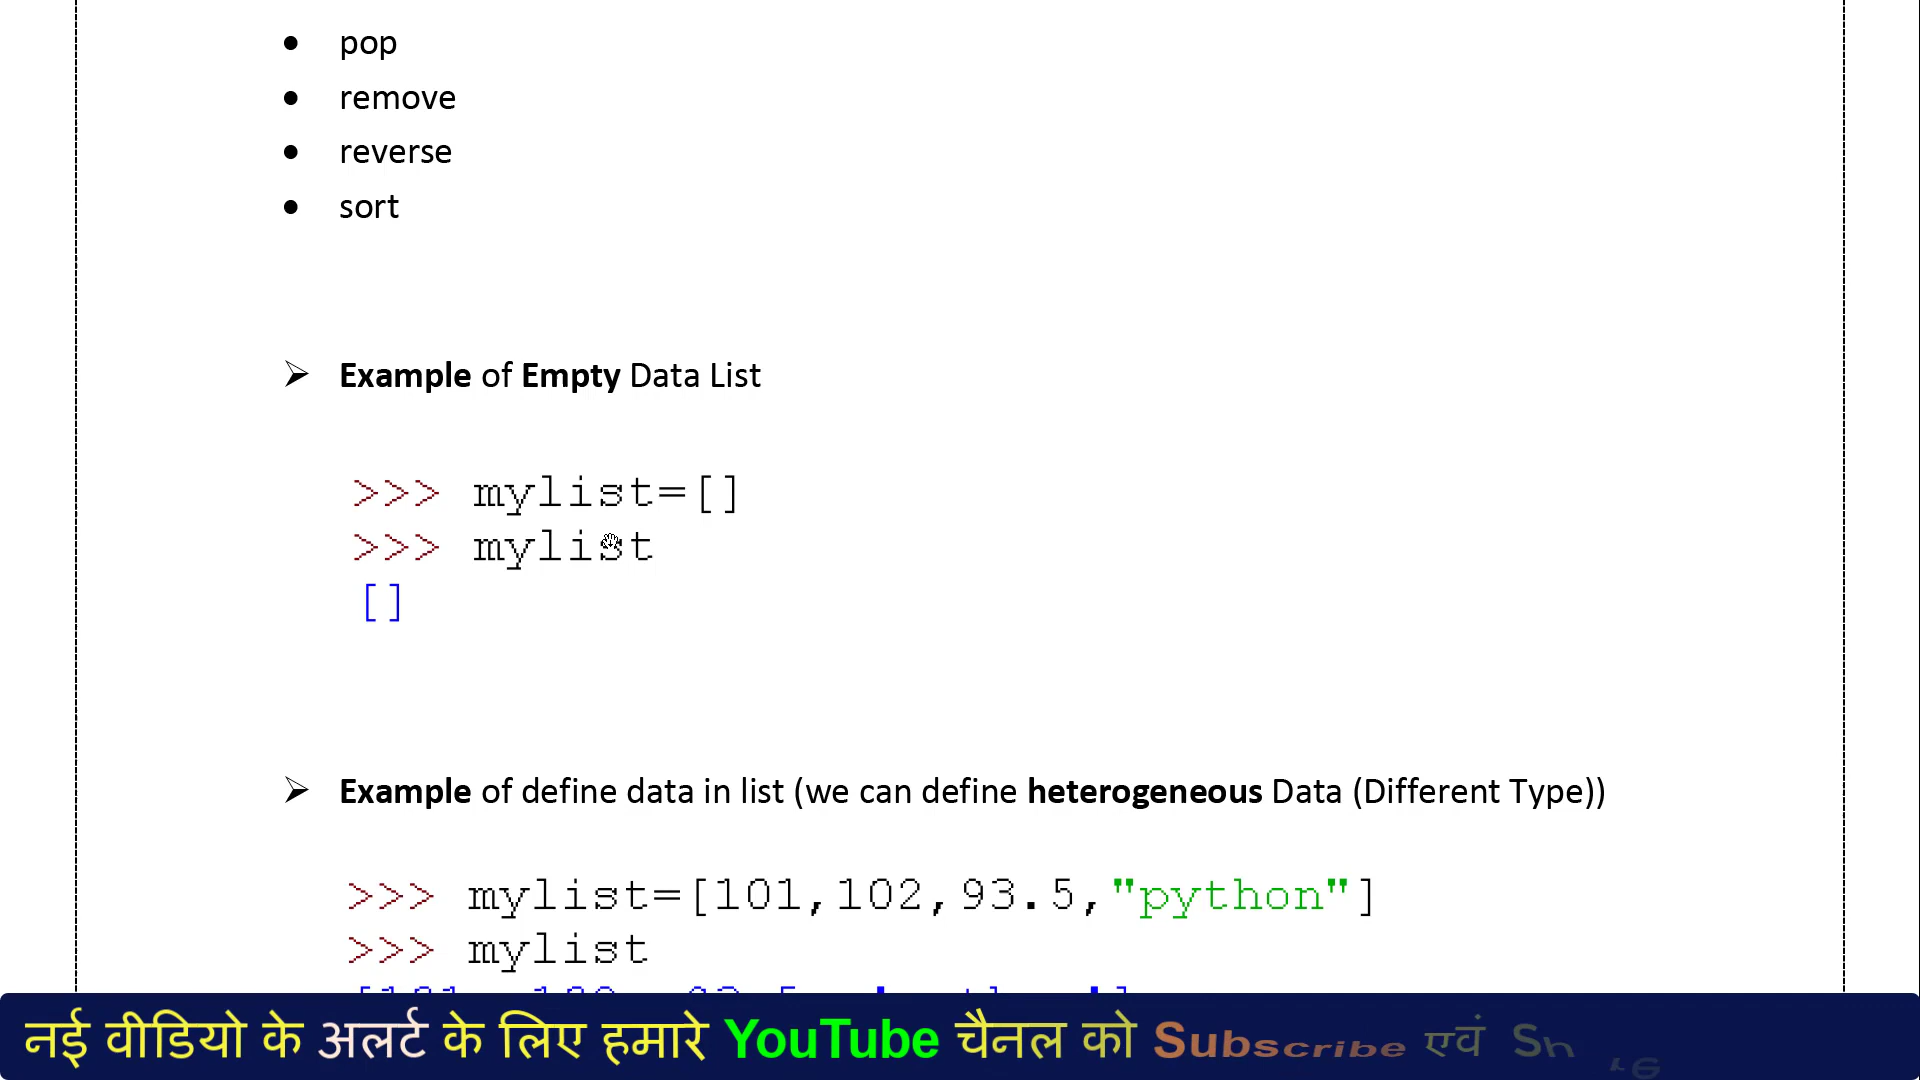 • pop
• remove
• reverse
• sort
➢ Example of Empty Data List
>>> mylist=[]
>>> mylist
[]
➢ Example of define data in list (we can define heterogeneous Data (Different Type))
>>> mylist=[101,102,93.5,"python"]
>>> mylist
नई वीडियो के अलर्ट के लिए हमारे YouTube चैनल को Subscribe एवं